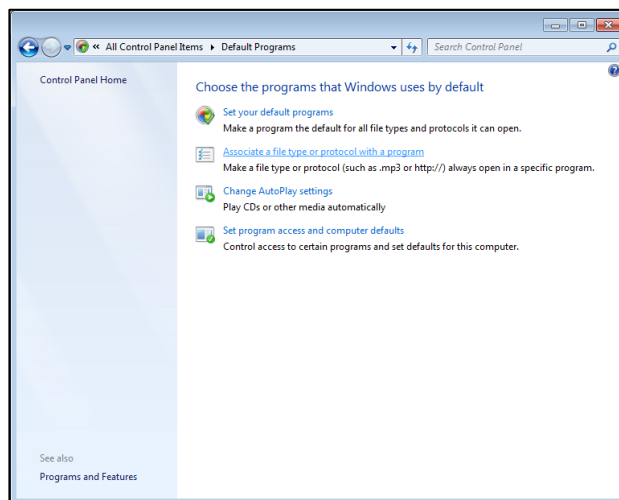 « All Control Panel Items Default Programs
Search Control Panel
Control Panel Home
Choose the programs that Windows uses by default
Set your default programs
Make a program the default for all file types and protocols it can open.
Associate a file type or protocol with a program
Make a file type or protocol (such as .mp3 or http://) always open in a specific program.
Change AutoPlay settings
Play CDs or other media automatically
Set program access and computer defaults
Control access to certain programs and set defaults for this computer.
See also
Programs and Features